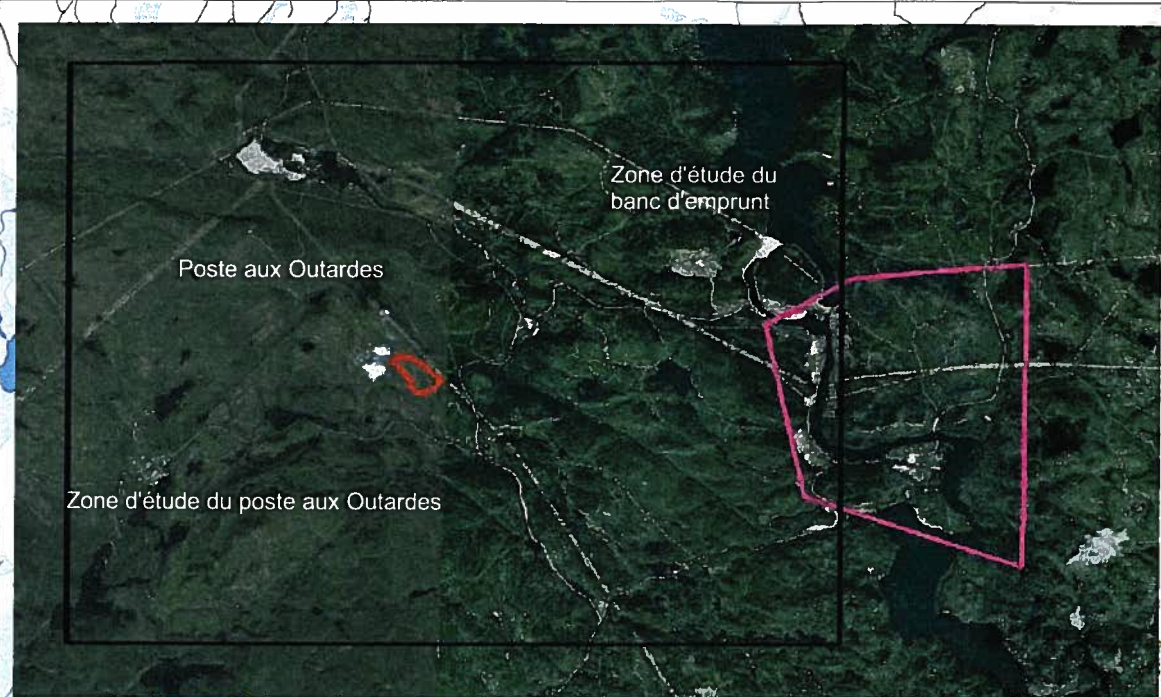 Zone d'étude du
banc d'emprunt
Poste aux Outardes
Zone d'étude du poste aux Outardes